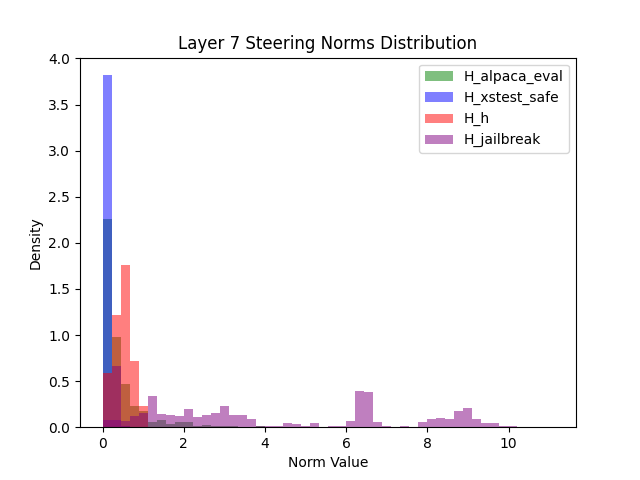 Layer 7 Steering Norms Distribution
H_alpaca_eval
H_xstest_safe
H_h
H_jailbreak
4.0
3.5
3.0
2.5
2.0
1.5
1.0
0.5
0.0
Density
0 2 4 6 8 10
Norm Value